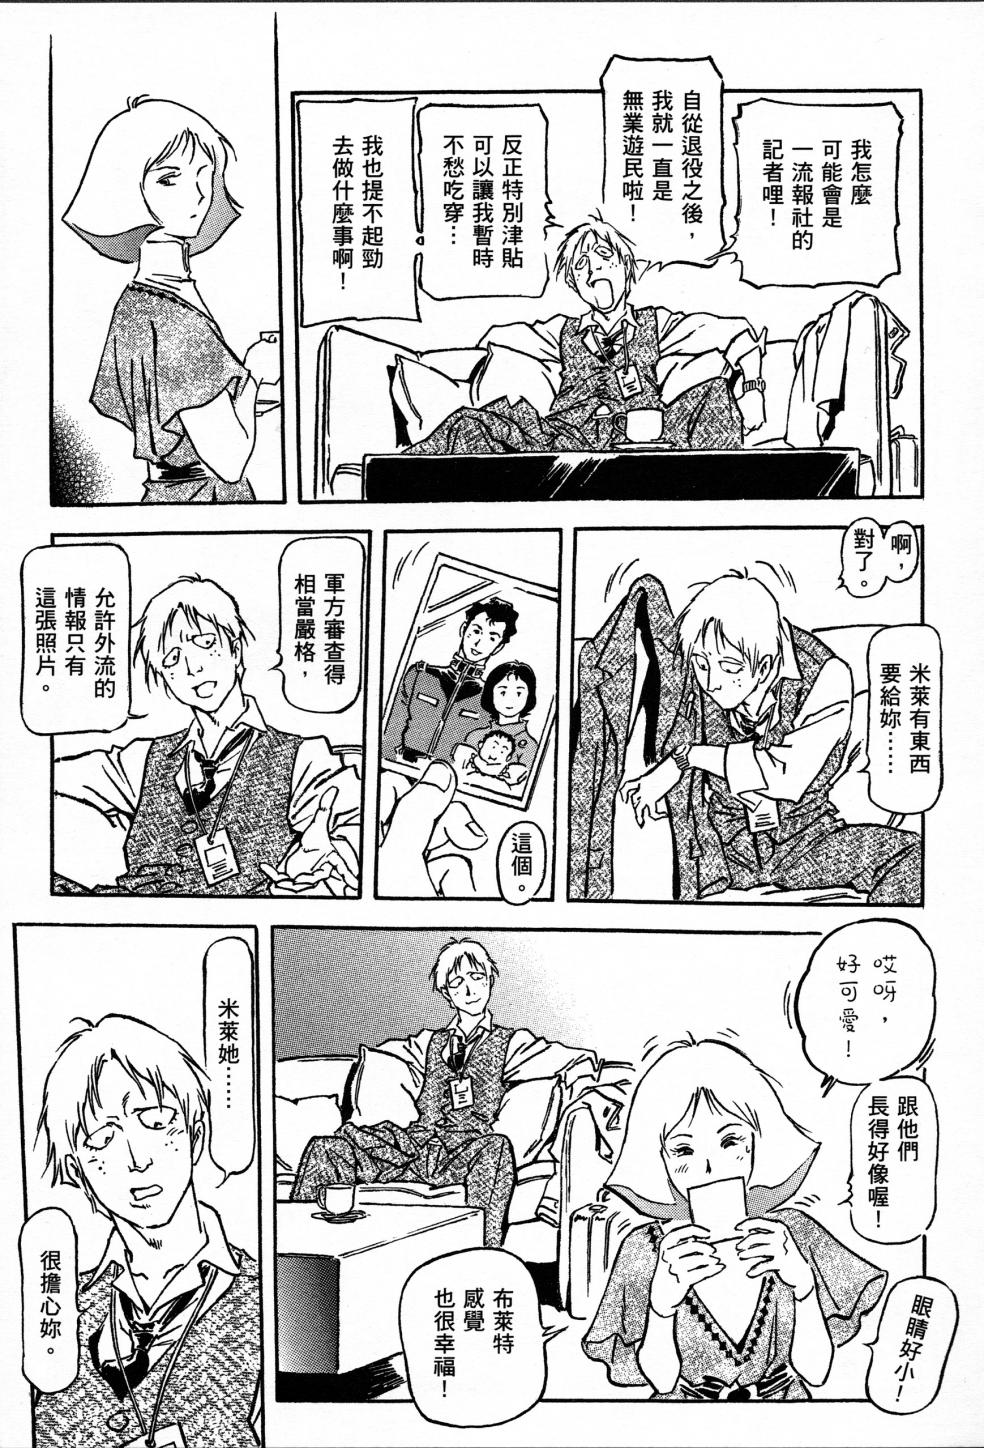 我怎麼
可能會是
一流報社的
記者哩！
自從退役之後，
我就一直是
無業遊民啦！
反正特別津貼
可以讓我暫時
不愁吃穿…
我也提不起勁
去做什麼事啊！
啊，
對了。
米萊有東西
要給妳……
這個。
軍方審查得
相當嚴格，
允許外流的
情報只有
這張照片。
哎呀，
好可愛！
跟他們
長得好像喔！
眼睛好小！
布萊特
感覺
也很幸福！
米萊她……
很擔心妳。